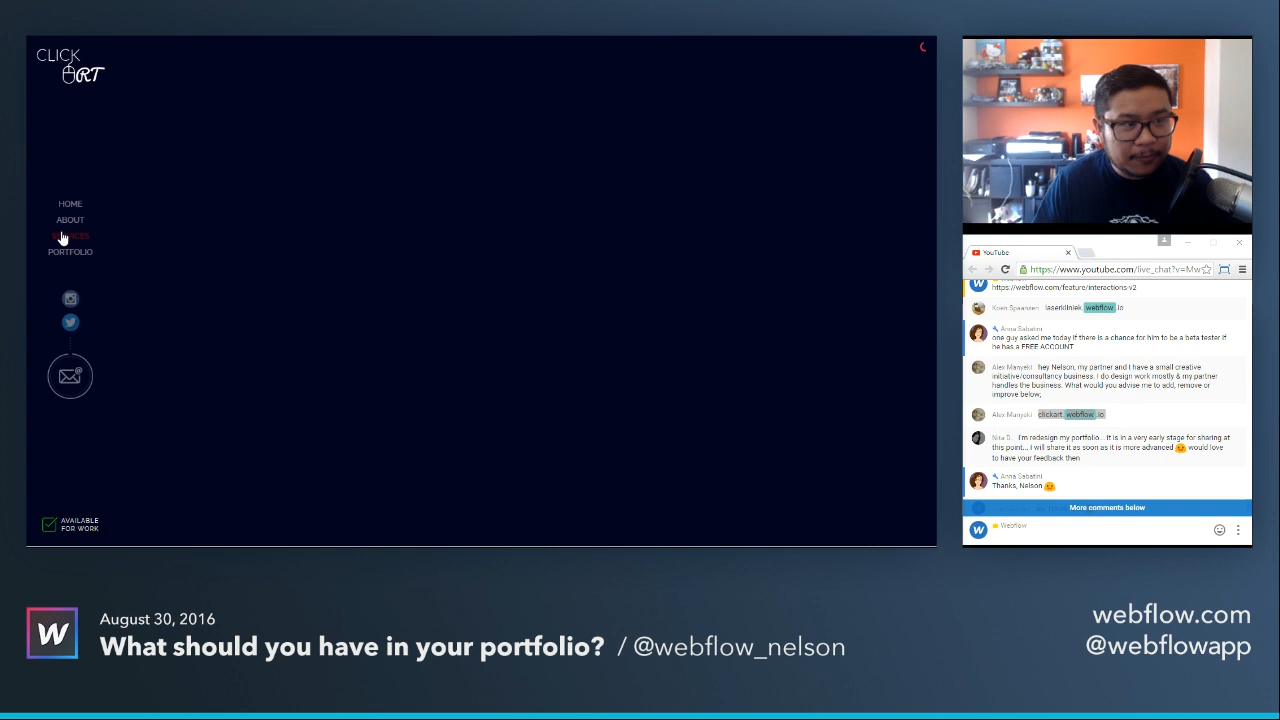 CLICK
ART
HOME
ABOUT
SERVICES
PORTFOLIO
AVAILABLE
FOR WORK
YouTube
https://www.youtube.com/live_chat?v=Mw
https://webflow.com/feature/interactions-v2
Koen Spaansen laserkliniek.webflow.io
Anna Sabatini
one guy asked me today if there is a chance for him to be a beta tester if
he has a FREE ACCOUNT
Alex Manyeki hey Nelson, my partner and I have a small creative
initiative/consultancy business. I do design work mostly & my partner
handles the business. What would you advise me to add, remove or
improve below;
Alex Manyeki clickart.webflow.io
Nita D. I'm redesign my portfolio... It is in a very early stage for sharing at
this point... I will share it as soon as it is more advanced would love
to have your feedback then
Anna Sabatini
Thanks, Nelson
More comments below
Webflow
August 30, 2016
What should you have in your portfolio? / @webflow_nelson
webflow.com
@webflowapp